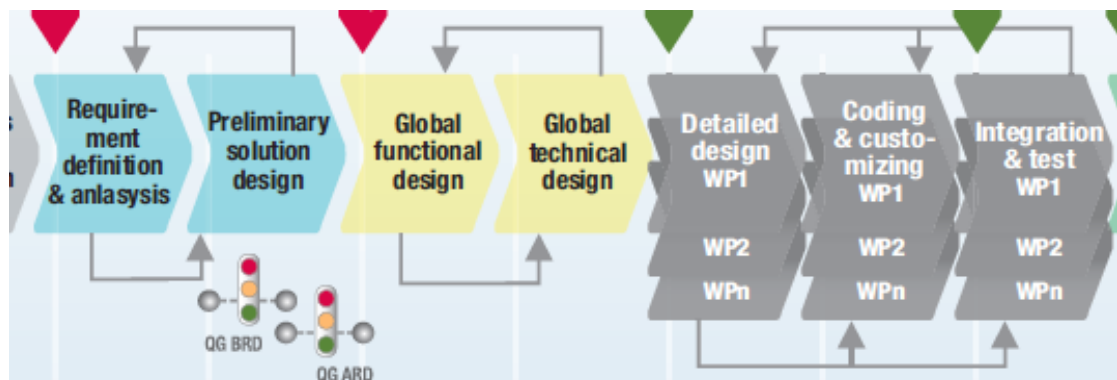 Require-
ment
definition
& anlasysis
Preliminary
solution
design
Global
functional
design
Global
technical
design
Detailed
design
WP1
WP2
WPn
Coding
& custo-
mizing
WP1
WP2
WPn
Integration
& test
WP1
WP2
WPn
QG BRD
QG ARD